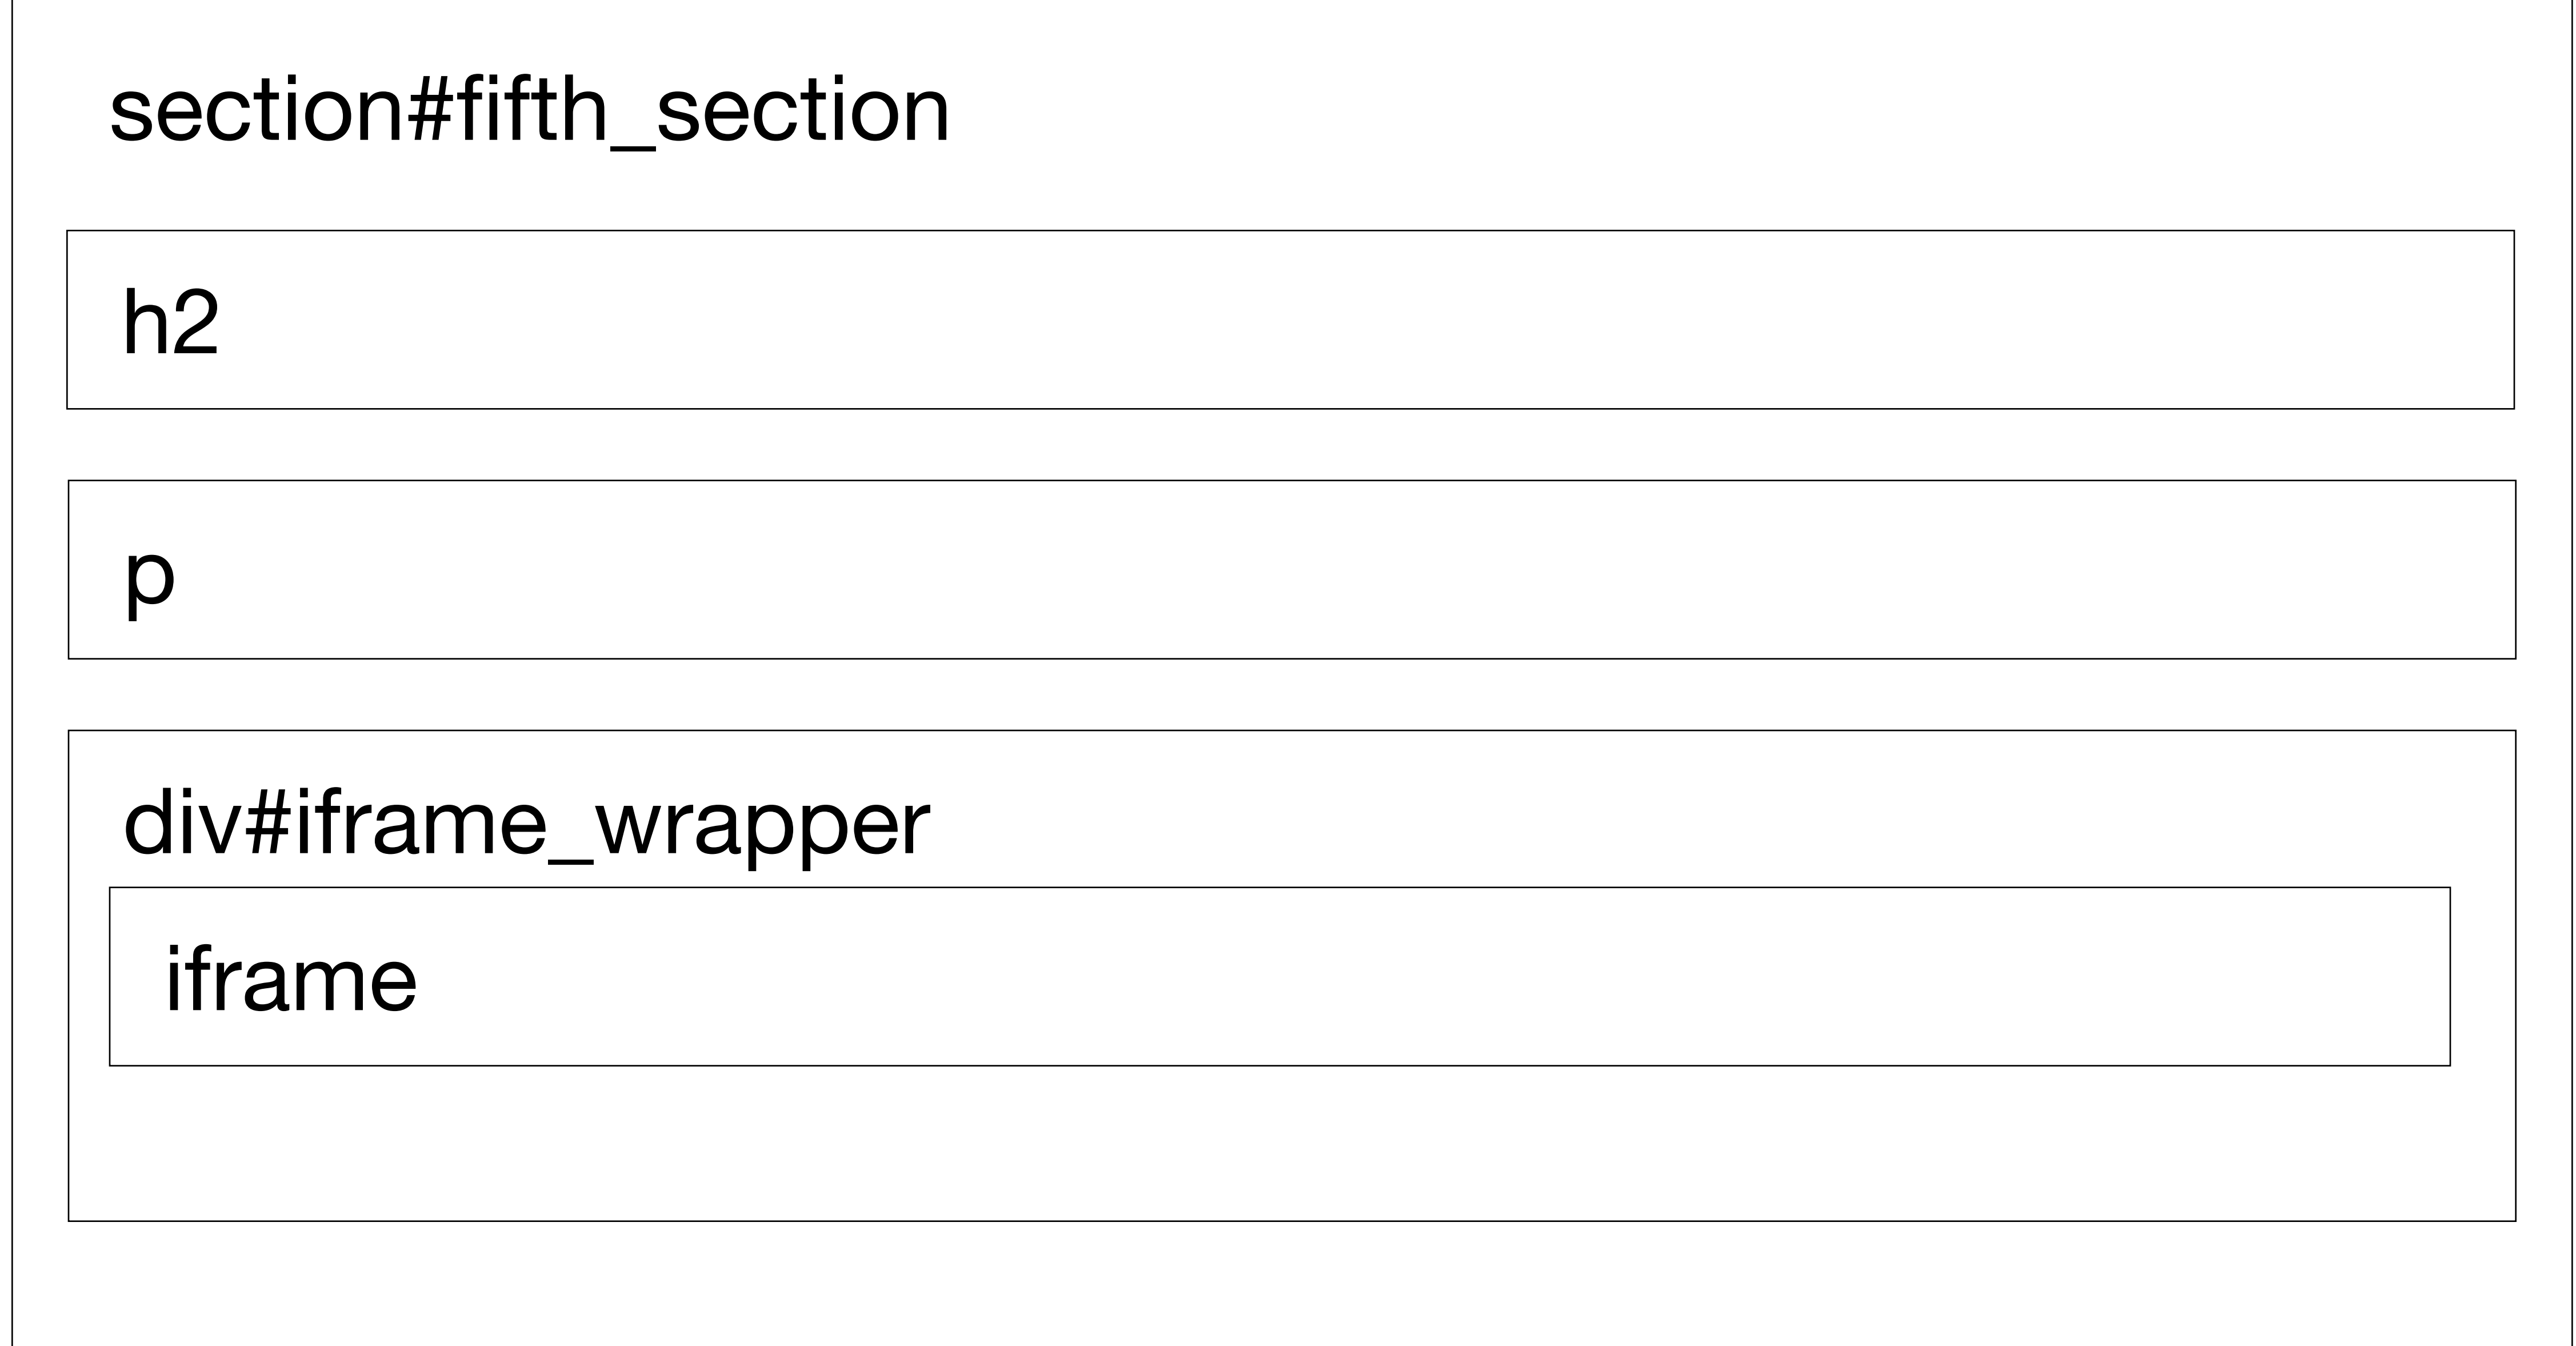 section#fifth_section
h2
p
div#iframe_wrapper
iframe